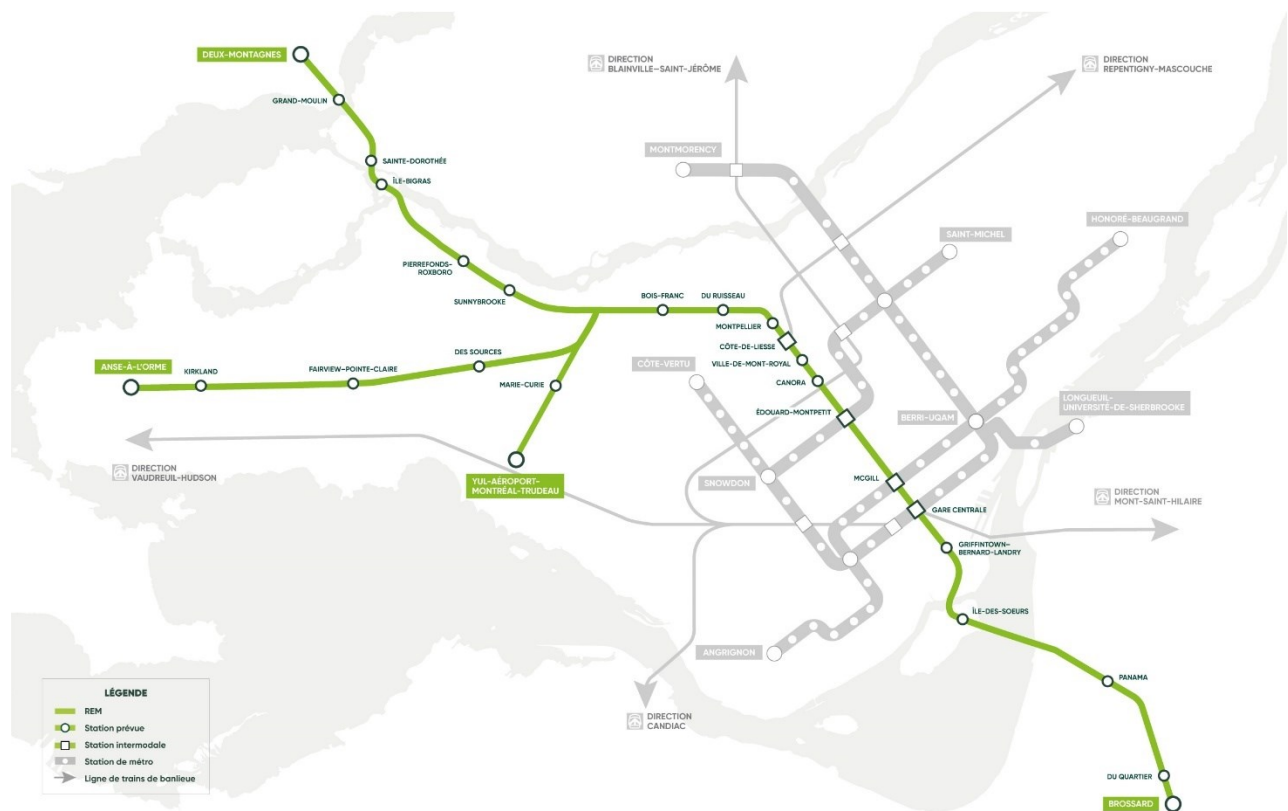 DEUX-MONTAGNES
GRAND-MOULIN
SAINTE-DOROTHÉE
ÎLE-BIGRAS
PIERREFONDS-
ROXBORO
SUNNYBROOKE
BOIS-FRANC
DU RUISSEAU
MONTPELLIER
CÔTE-DE-LIESSE
VILLE-DE-MONT-ROYAL
CANORA
ÉDOUARD-MONTPETIT
MCGILL
GARE CENTRALE
GRIFFINTOWN–
BERNARD-LANDRY
ÎLE-DES-SOEURS
PANAMA
DU QUARTIER
BROSSARD
ANSE-À-L'ORME
KIRKLAND
FAIRVIEW–POINTE-CLAIRE
DES SOURCES
MARIE-CURIE
YUL-AÉROPORT-
MONTRÉAL-TRUDEAU
DIRECTION
BLAINVILLE–SAINT-JÉRÔME
DIRECTION
REPENTIGNY-MASCOUCHE
MONTMORENCY
SAINT-MICHEL
HONORÉ-BEAUGRAND
CÔTE-VERTU
BERRI-UQAM
LONGUEUIL-
UNIVERSITÉ-DE-SHERBROOKE
SNOWDON
ANGRIGNON
DIRECTION
VAUDREUIL-HUDSON
DIRECTION
MONT-SAINT-HILAIRE
DIRECTION
CANDIAC
LÉGENDE
REM
Station prévue
Station intermodale
Station de métro
Ligne de trains de banlieue